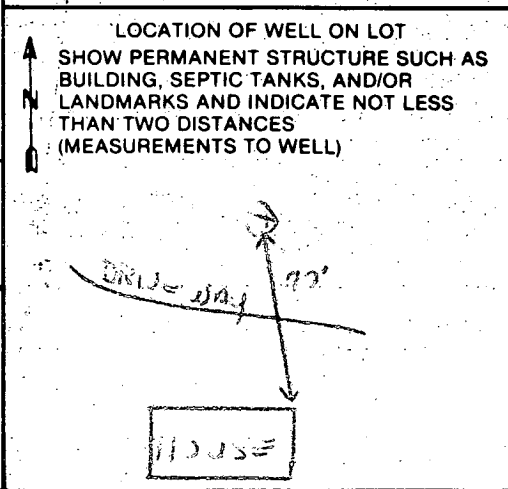 LOCATION OF WELL ON LOT
SHOW PERMANENT STRUCTURE SUCH AS
BUILDING, SEPTIC TANKS, AND/OR
N
LANDMARKS AND INDICATE NOT LESS
THAN TWO DISTANCES
(MEASUREMENTS TO WELL)
DRIVEWAY
HOUSE